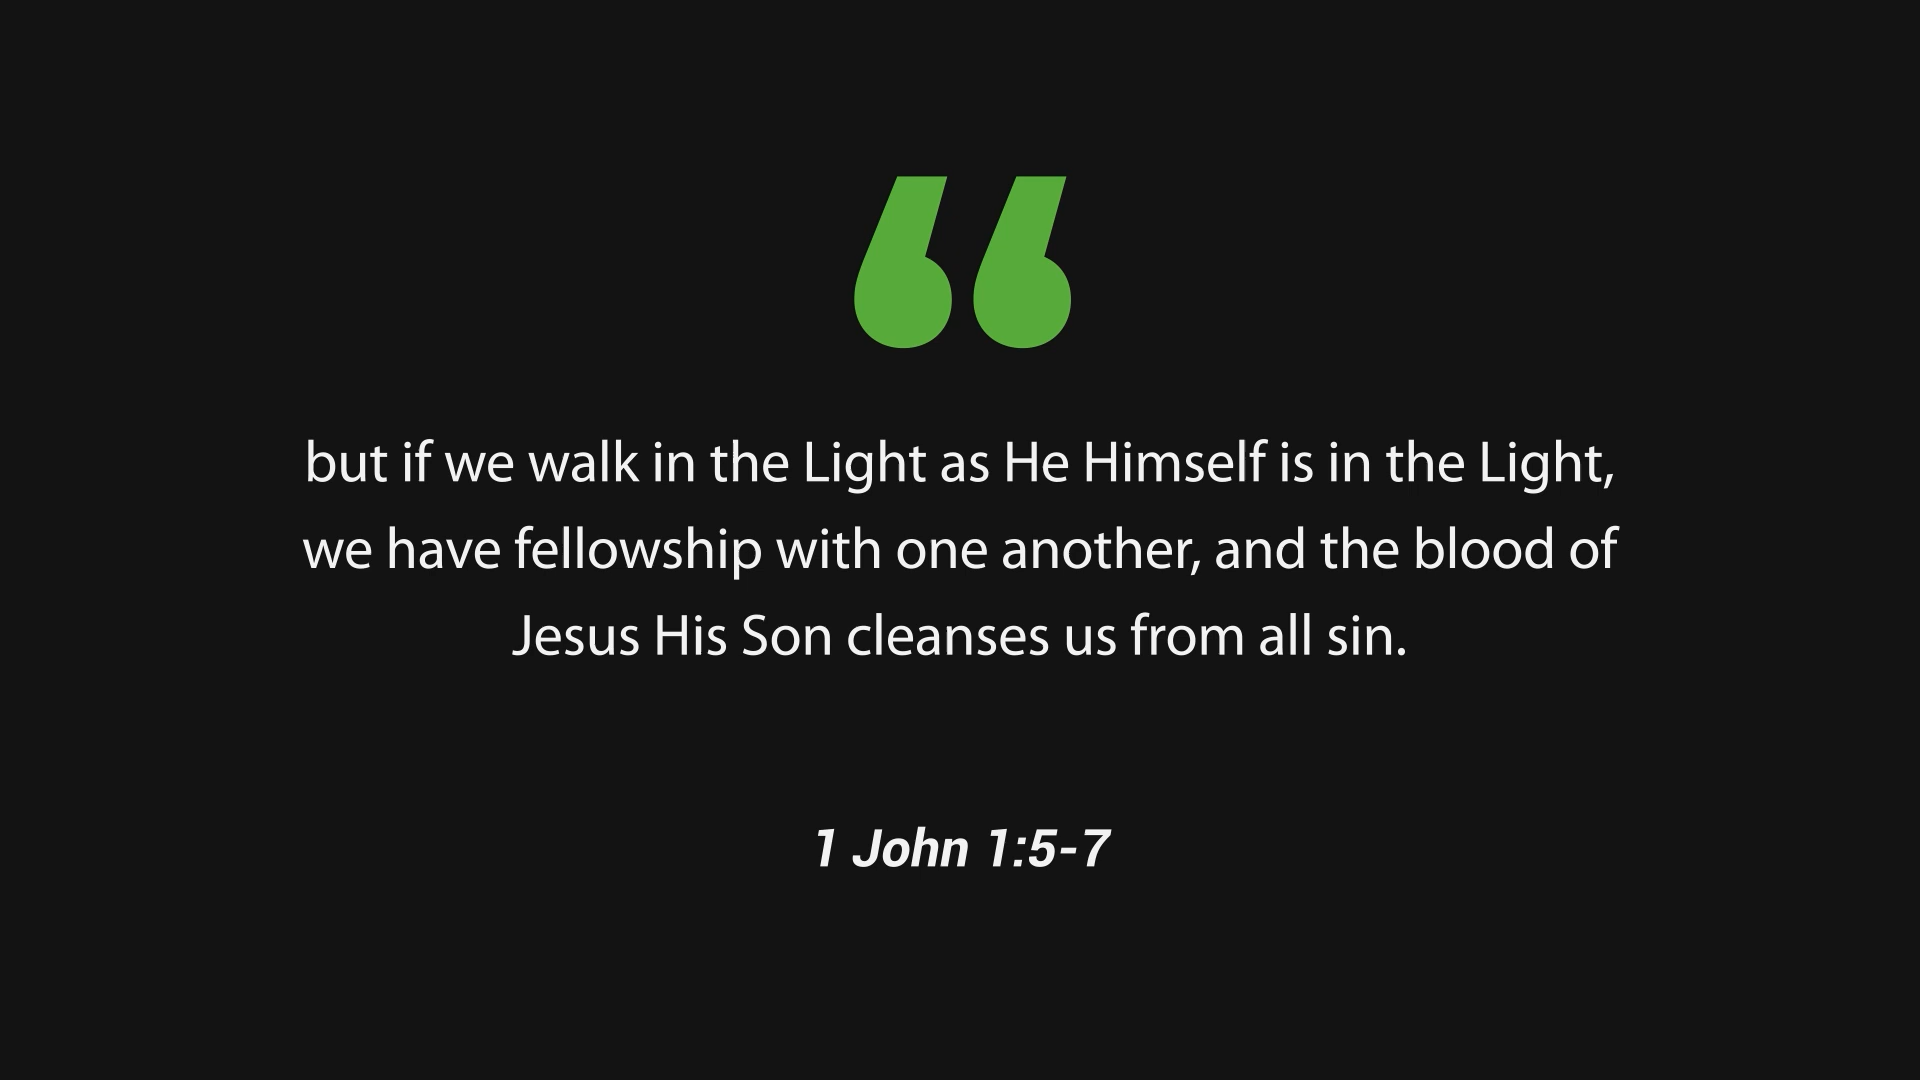 “
but if we walk in the Light as He Himself is in the Light,
we have fellowship with one another, and the blood of
Jesus His Son cleanses us from all sin.
1 John 1:5-7